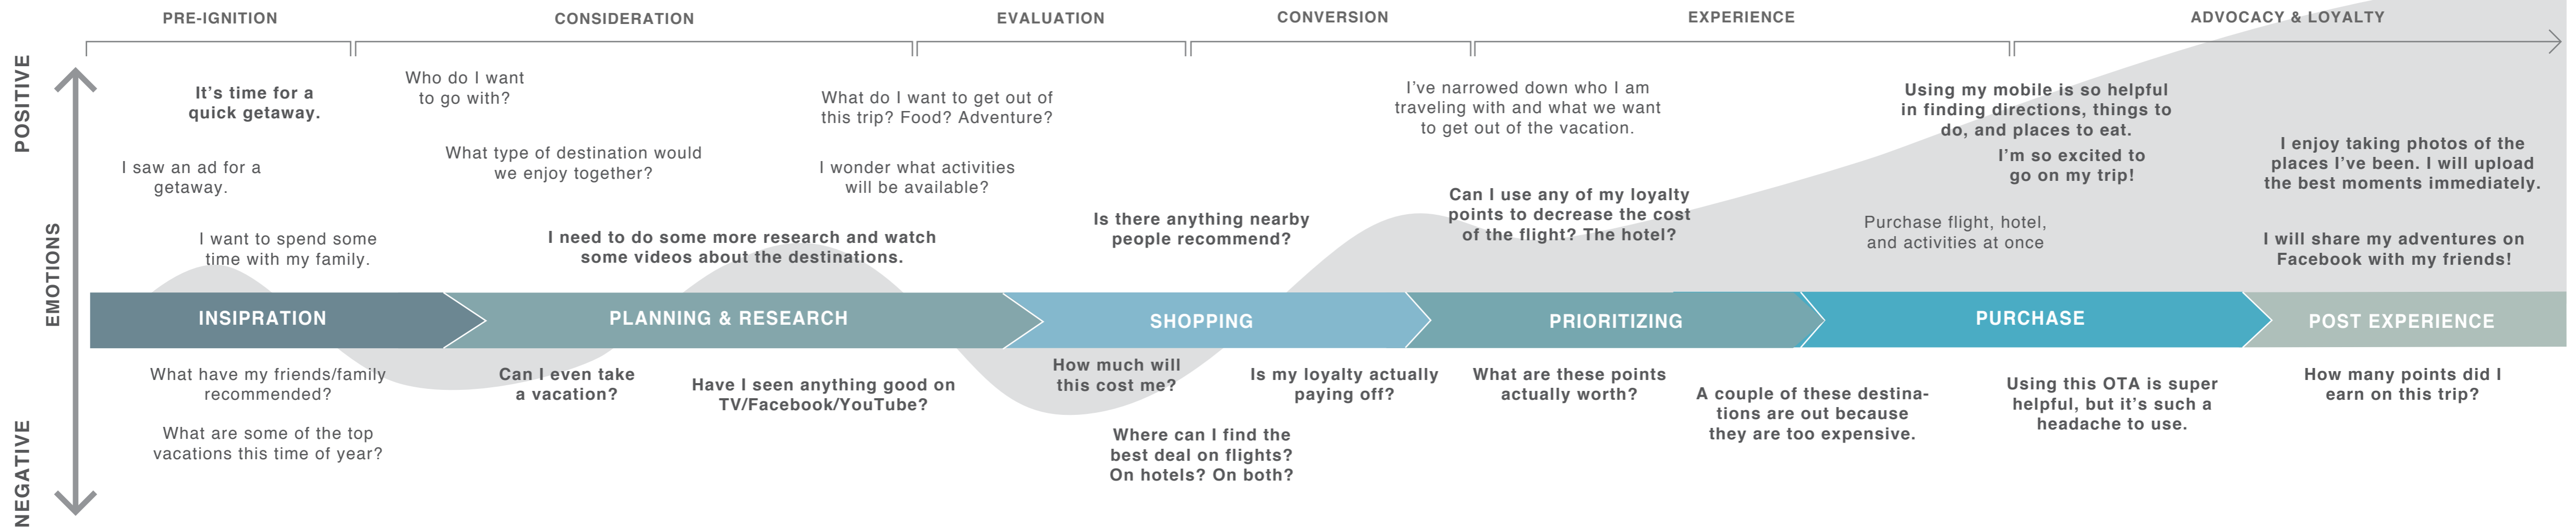 PRE-IGNITION
CONSIDERATION
EVALUATION
CONVERSION
EXPERIENCE
ADVOCACY & LOYALTY
POSITIVE
EMOTIONS
NEGATIVE
It's time for a
quick getaway.
I saw an ad for a
getaway.
I want to spend some
time with my family.
Who do I want
to go with?
What type of destination would
we enjoy together?
I need to do some more research and watch
some videos about the destinations.
What do I want to get out of
this trip? Food? Adventure?
I wonder what activities
will be available?
Is there anything nearby
people recommend?
I've narrowed down who I am
traveling with and what we want
to get out of the vacation.
Can I use any of my loyalty
points to decrease the cost
of the flight? The hotel?
Using my mobile is so helpful
in finding directions, things to
do, and places to eat.
I'm so excited to
go on my trip!
Purchase flight, hotel,
and activities at once
I enjoy taking photos of the
places I've been. I will upload
the best moments immediately.
I will share my adventures on
Facebook with my friends!
INSIPRATION
PLANNING & RESEARCH
SHOPPING
PRIORITIZING
PURCHASE
POST EXPERIENCE
What have my friends/family
recommended?
What are some of the top
vacations this time of year?
Can I even take
a vacation?
Have I seen anything good on
TV/Facebook/YouTube?
How much will
this cost me?
Where can I find the
best deal on flights?
On hotels? On both?
Is my loyalty actually
paying off?
What are these points
actually worth?
A couple of these destina-
tions are out because
they are too expensive.
Using this OTA is super
helpful, but it's such a
headache to use.
How many points did I
earn on this trip?